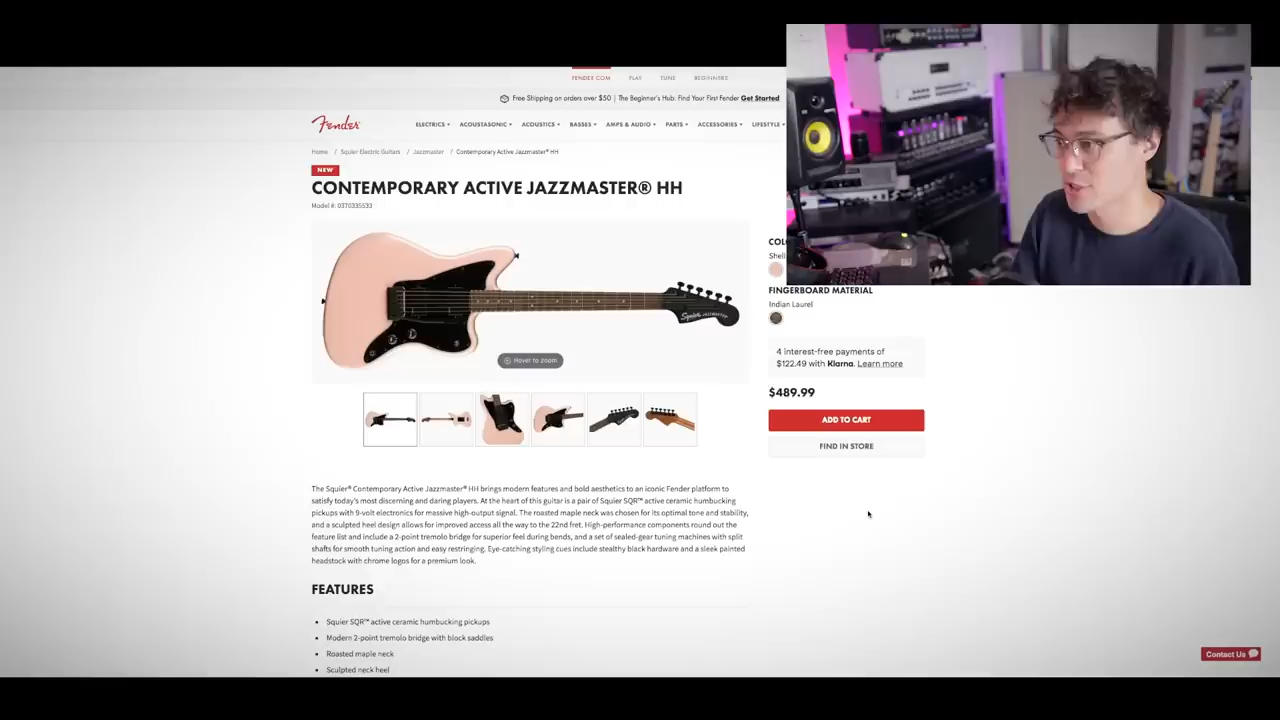 FENDER.COM PLAY TUNE BEGINNERS
Free Shipping on orders over $50 | The Beginner's Hub: Find Your First Fender Get Started
Fender
ELECTRICS ACOUSTASONIC ACOUSTICS BASSES AMPS & AUDIO PARTS ACCESSORIES LIFESTYLE
Home / Squier Electric Guitars / Jazzmaster / Contemporary Active Jazzmaster® HH
NEW
CONTEMPORARY ACTIVE JAZZMASTER® HH
Model #: 0370335533
Squier JAZZMASTER
Hover to zoom
FINGERBOARD MATERIAL
Indian Laurel
4 interest-free payments of
$122.49 with Klarna. Learn more
$489.99
ADD TO CART
FIND IN STORE
The Squier® Contemporary Active Jazzmaster® HH brings modern features and bold aesthetics to an iconic Fender platform to
satisfy today's most discerning and daring players. At the heart of this guitar is a pair of Squier SQR™ active ceramic humbucking
pickups with 9-volt electronics for massive high-output signal. The roasted maple neck was chosen for its optimal tone and stability,
and a sculpted heel design allows for improved access all the way to the 22nd fret. High-performance components round out the
feature list and include a 2-point tremolo bridge for superior feel during bends, and a set of sealed-gear tuning machines with split
shafts for smooth tuning action and easy restringing. Eye-catching styling cues include stealthy black hardware and a sleek painted
headstock with chrome logos for a premium look.
FEATURES
Squier SQR™ active ceramic humbucking pickups
Modern 2-point tremolo bridge with block saddles
Roasted maple neck
Sculpted neck heel
Contact Us